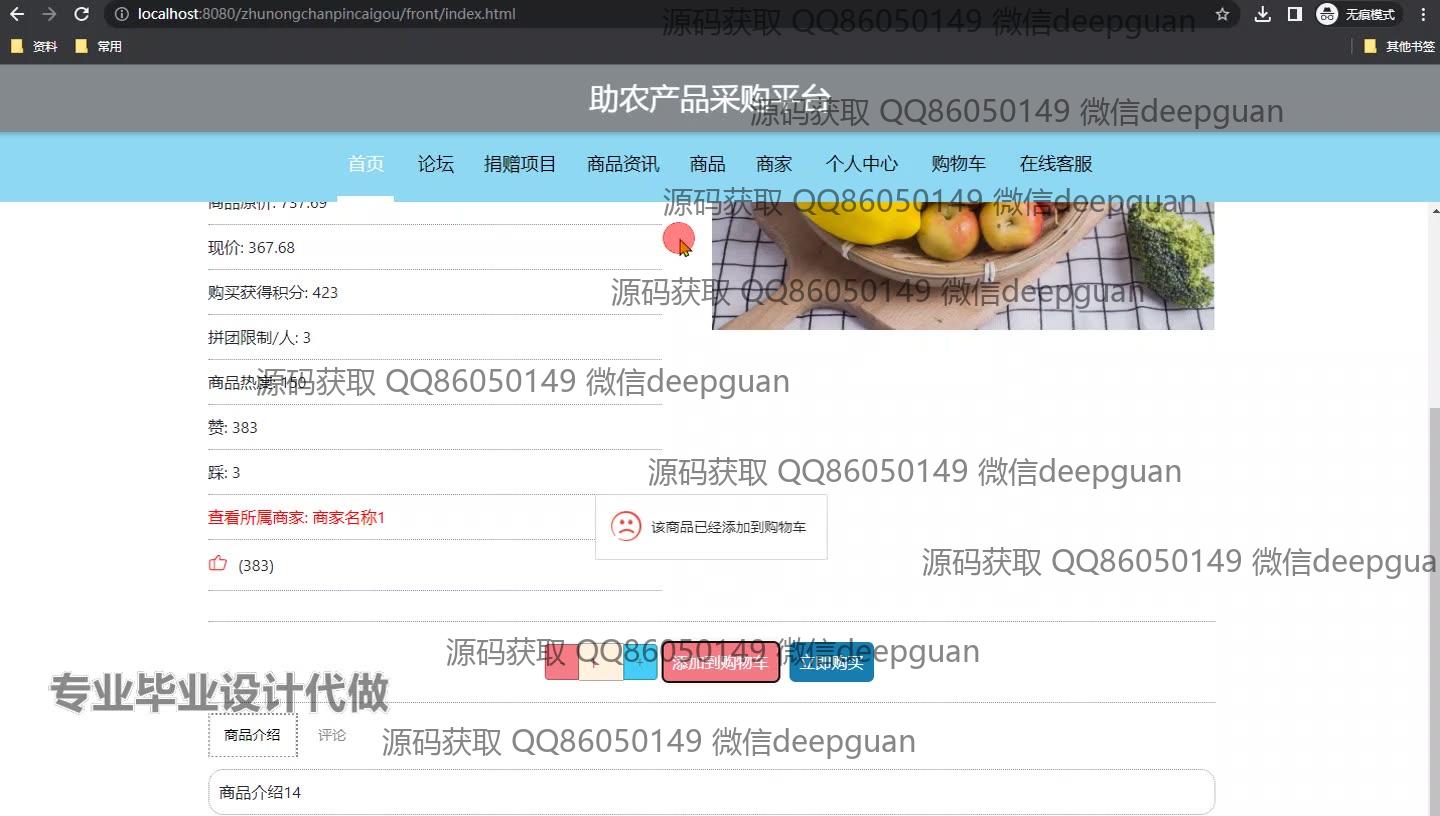 localhost:8080/zhunongchanpincaigou/front/index.html
无痕模式
资料 常用 其他书签
源码获取 QQ86050149 微信deepguan
助农产品采购平台
源码获取 QQ86050149 微信deepguan
首页 论坛 捐赠项目 商品资讯 商品 商家 个人中心 购物车 在线客服
源码获取 QQ86050149 微信deepguan
商品原价: 737.69
现价: 367.68
购买获得积分: 423
源码获取 QQ86050149 微信deepguan
拼团限制/人: 3
商品热度: 150
源码获取 QQ86050149 微信deepguan
赞: 383
踩: 3
源码获取 QQ86050149 微信deepguan
查看所属商家: 商家名称1
该商品已经添加到购物车
(383)
源码获取 QQ86050149 微信deepgua
源码获取 QQ86050149 微信deepguan
添加到购物车 立即购买
专业毕业设计代做
商品介绍 评论
源码获取 QQ86050149 微信deepguan
商品介绍14